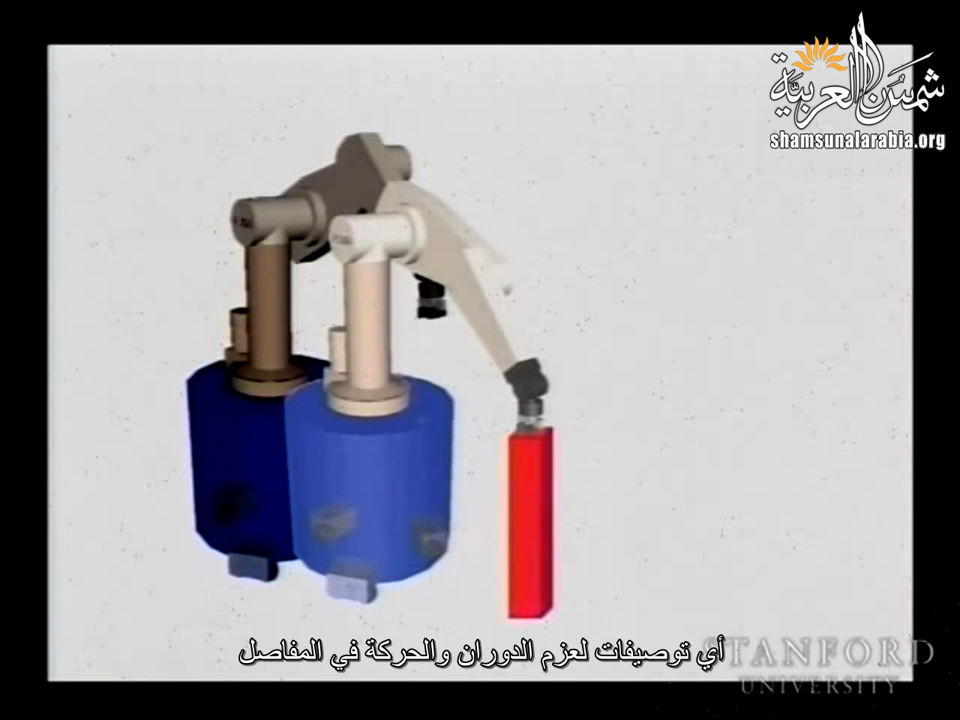 شمس العربية
shamsunalarabia.org
أي توصيفات لعزم الدوران والحركة في المفاصل
STANFORD
UNIVERSITY